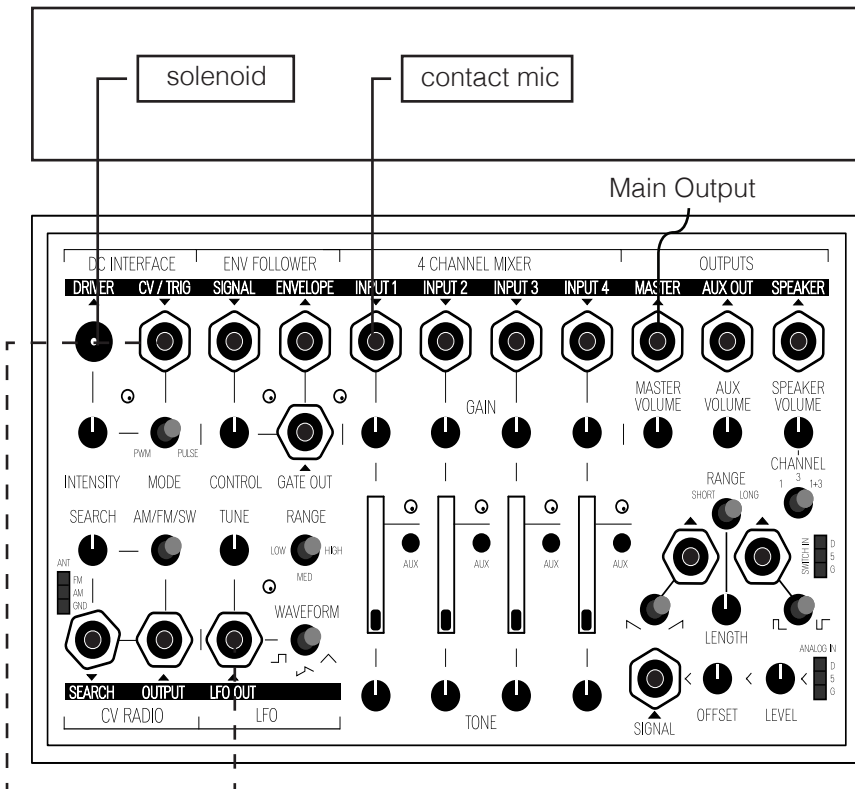 solenoid
contact mic
Main Output
DC INTERFACE ENV FOLLOWER 4 CHANNEL MIXER OUTPUTS
DRIVER CV / TRIG SIGNAL ENVELOPE INPUT 1 INPUT 2 INPUT 3 INPUT 4 MASTER AUX OUT SPEAKER
MASTER VOLUME AUX VOLUME SPEAKER VOLUME
GAIN
PWM PULSE
INTENSITY MODE CONTROL GATE OUT
CHANNEL
1 3 1+3
RANGE
SHORT LONG
SEARCH AM/FM/SW TUNE RANGE
LOW HIGH
MED
AUX AUX AUX AUX
ANT
FM
AM
GND
SWITCH IN
D
5
G
WAVEFORM
LENGTH
ANALOG IN
D
5
G
SEARCH OUTPUT LFO OUT
CV RADIO LFO
TONE
SIGNAL OFFSET LEVEL